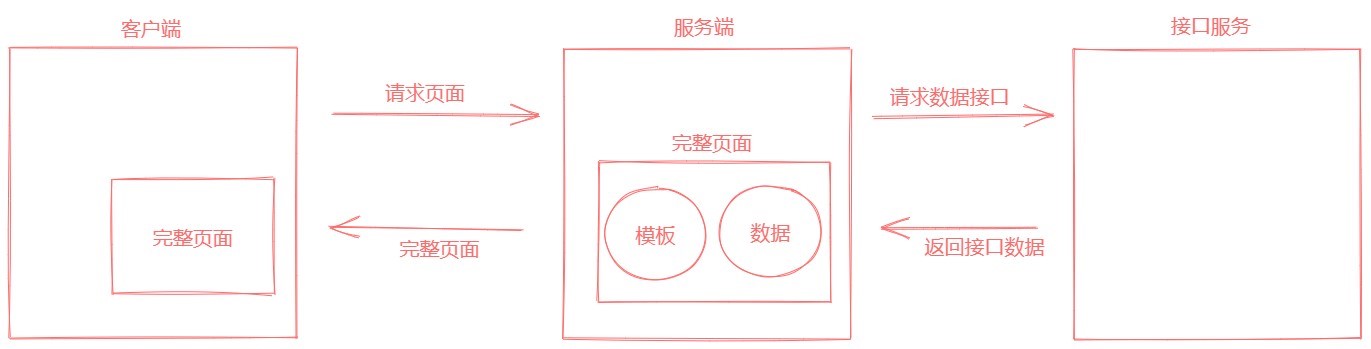 客户端
服务端
接口服务
请求页面
请求数据接口
完整页面
完整页面
模板
数据
完整页面
返回接口数据